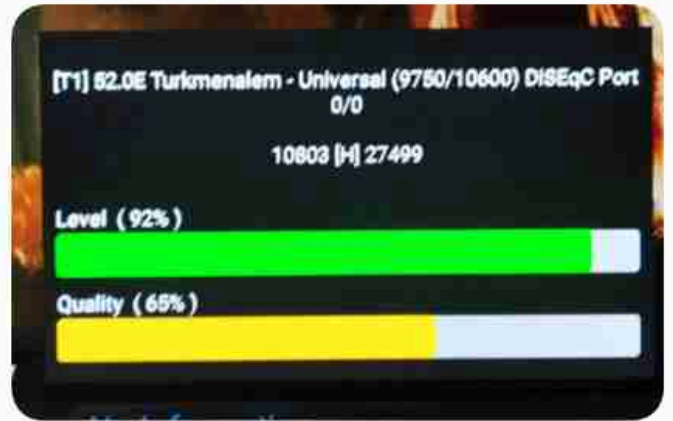 [T1] 52.0E Turkmenalem - Universal (9750/10600) DiSEqC Port
0/0
10803 [H] 27499
Level ( 92% )
Quality ( 65% )